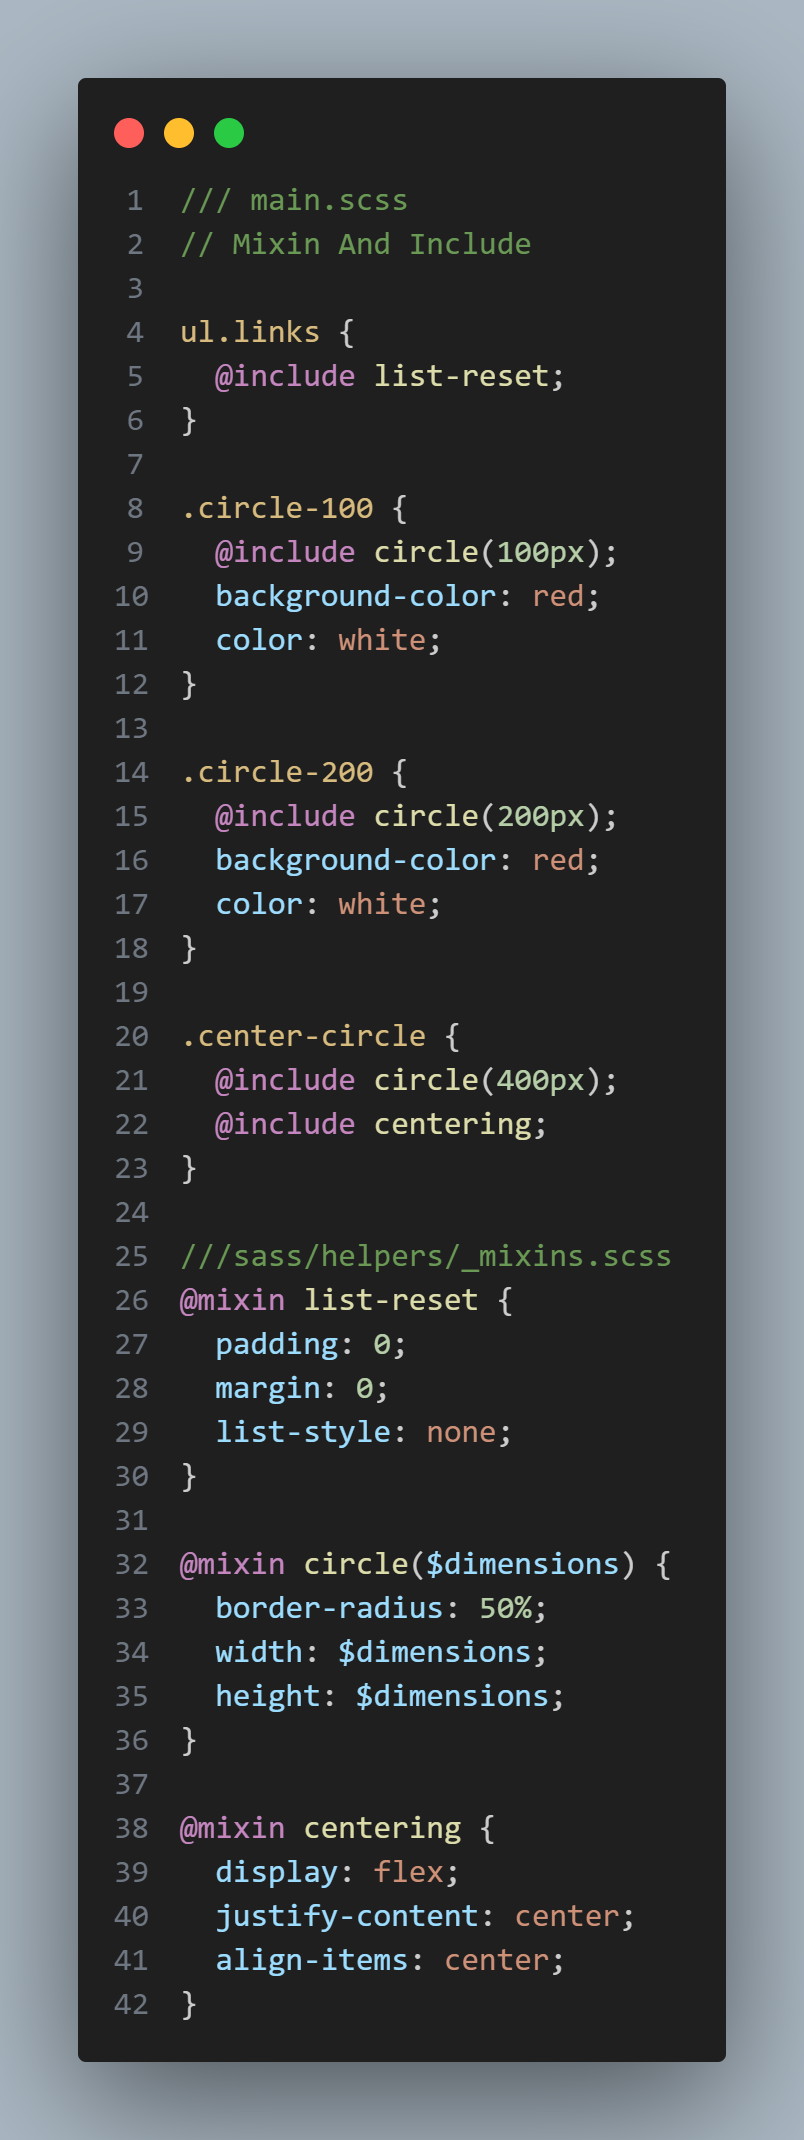 1 /// main.scss
2 // Mixin And Include
3
4 ul.links {
5   @include list-reset;
6 }
7
8 .circle-100 {
9   @include circle(100px);
10   background-color: red;
11   color: white;
12 }
13
14 .circle-200 {
15   @include circle(200px);
16   background-color: red;
17   color: white;
18 }
19
20 .center-circle {
21   @include circle(400px);
22   @include centering;
23 }
24
25 ///sass/helpers/_mixins.scss
26 @mixin list-reset {
27   padding: 0;
28   margin: 0;
29   list-style: none;
30 }
31
32 @mixin circle($dimensions) {
33   border-radius: 50%;
34   width: $dimensions;
35   height: $dimensions;
36 }
37
38 @mixin centering {
39   display: flex;
40   justify-content: center;
41   align-items: center;
42 }